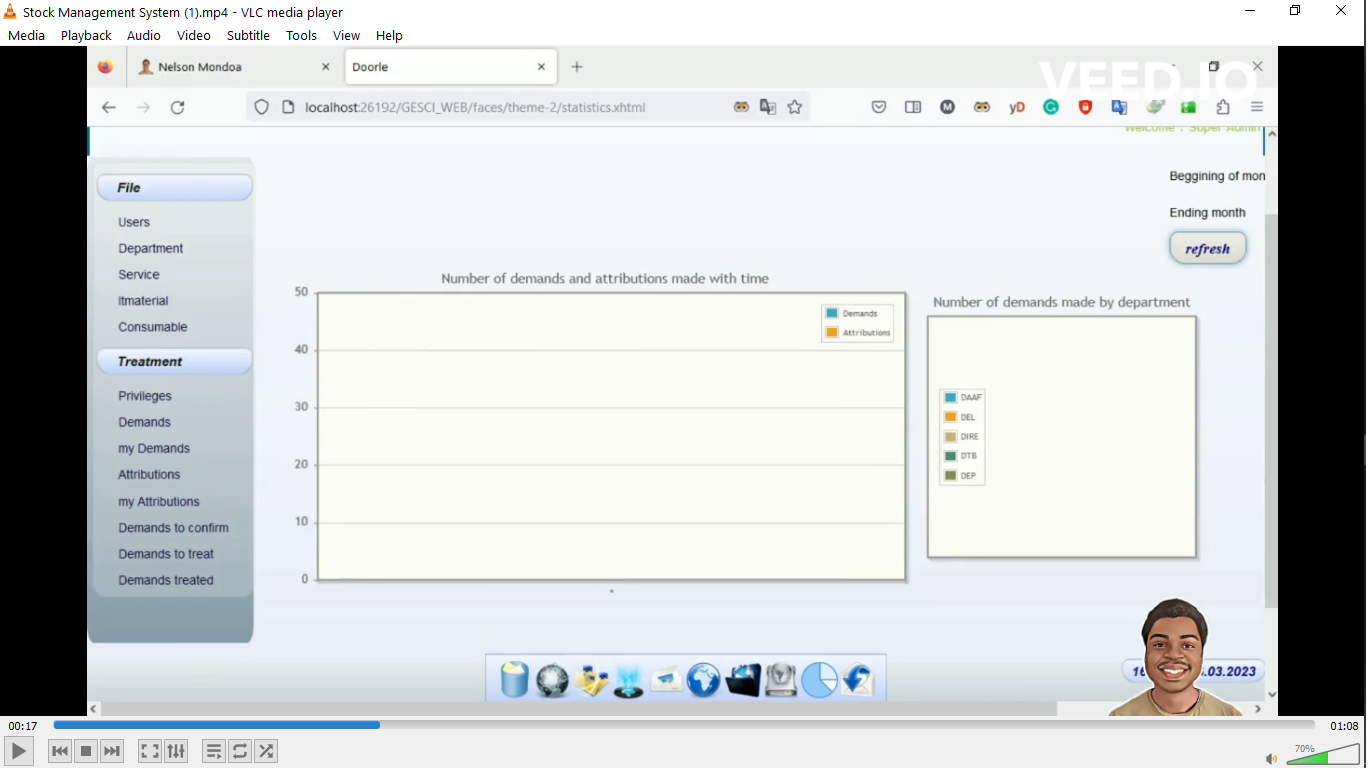 Stock Management System (1).mp4 - VLC media player
Media Playback Audio Video Subtitle Tools View Help
Nelson Mondoa
Doorle
VEED.IO
localhost:26192/GESCI_WEB/faces/theme-2/statistics.xhtml
M
yD
Welcome : Super Admin
File
Users
Department
Service
Itmaterial
Consumable
Treatment
Privileges
Demands
my Demands
Attributions
my Attributions
Demands to confirm
Demands to treat
Demands treated
Beggining of mon
Ending month
refresh
Number of demands and attributions made with time
50
40
30
20
10
0
Demands
Attributions
Number of demands made by department
DAAF
DEL
DIRE
DTB
DEP
.03.2023
00:17
01:08
70%